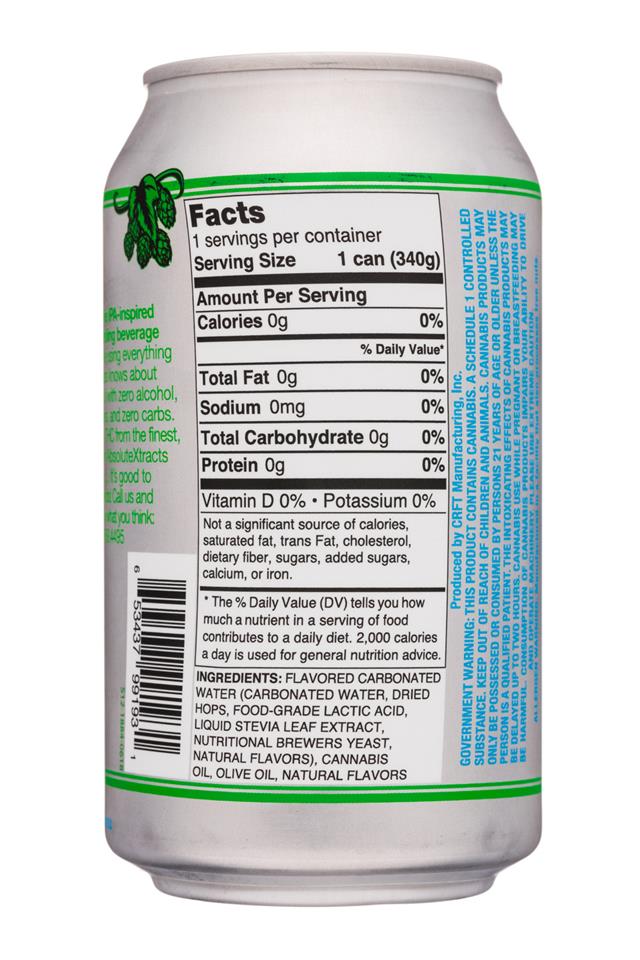 Facts
1 servings per container
Serving Size 1 can (340g)
Amount Per Serving
Calories 0g 0%
% Daily Value*
Total Fat 0g 0%
Sodium 0mg 0%
Total Carbohydrate 0g 0%
Protein 0g 0%
Vitamin D 0% • Potassium 0%
Not a significant source of calories,
saturated fat, trans Fat, cholesterol,
dietary fiber, sugars, added sugars,
calcium, or iron.
* The % Daily Value (DV) tells you how
much a nutrient in a serving of food
contributes to a daily diet. 2,000 calories
a day is used for general nutrition advice.
INGREDIENTS: FLAVORED CARBONATED
WATER (CARBONATED WATER, DRIED
HOPS, FOOD-GRADE LACTIC ACID,
LIQUID STEVIA LEAF EXTRACT,
NUTRITIONAL BREWERS YEAST,
NATURAL FLAVORS), CANNABIS
OIL, OLIVE OIL, NATURAL FLAVORS
IPA-inspired
beverage
everything
knows about
with zero alcohol,
and zero carbs.
THC from the finest,
AbsoluteXtracts
It's good to
Call us and
what you think:
4495
6 53437 99193 1
Produced by CRFT Manufacturing, Inc.
GOVERNMENT WARNING: THIS PRODUCT CONTAINS CANNABIS, A SCHEDULE 1 CONTROLLED
SUBSTANCE. KEEP OUT OF REACH OF CHILDREN AND ANIMALS. CANNABIS PRODUCTS MAY
ONLY BE POSSESSED OR CONSUMED BY PERSONS 21 YEARS OF AGE OR OLDER UNLESS THE
PERSON IS A QUALIFIED PATIENT. THE INTOXICATING EFFECTS OF CANNABIS PRODUCTS MAY
BE DELAYED UP TO TWO HOURS. CANNABIS USE WHILE PREGNANT OR BREASTFEEDING MAY
BE HARMFUL. CONSUMPTION OF CANNABIS PRODUCTS IMPAIRS YOUR ABILITY TO DRIVE